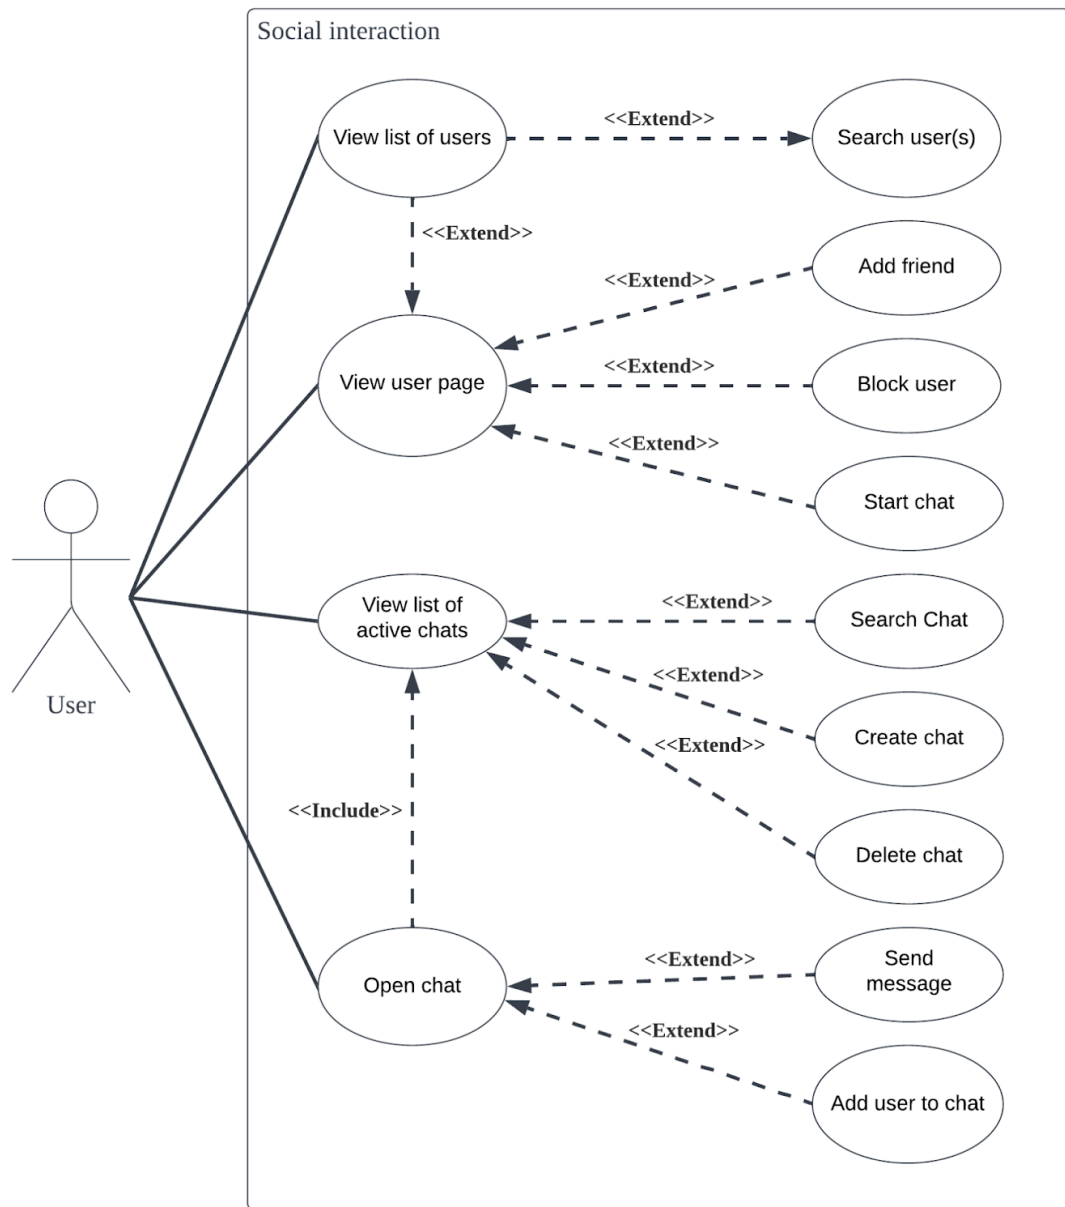 Social interaction
View list of users
<<Extend>>
Search user(s)
<<Extend>>
Add friend
<<Extend>>
View user page
<<Extend>>
Block user
<<Extend>>
Start chat
View list of
active chats
<<Extend>>
Search Chat
<<Extend>>
Create chat
User
<<Extend>>
<<Include>>
Delete chat
Open chat
<<Extend>>
Send
message
<<Extend>>
Add user to chat